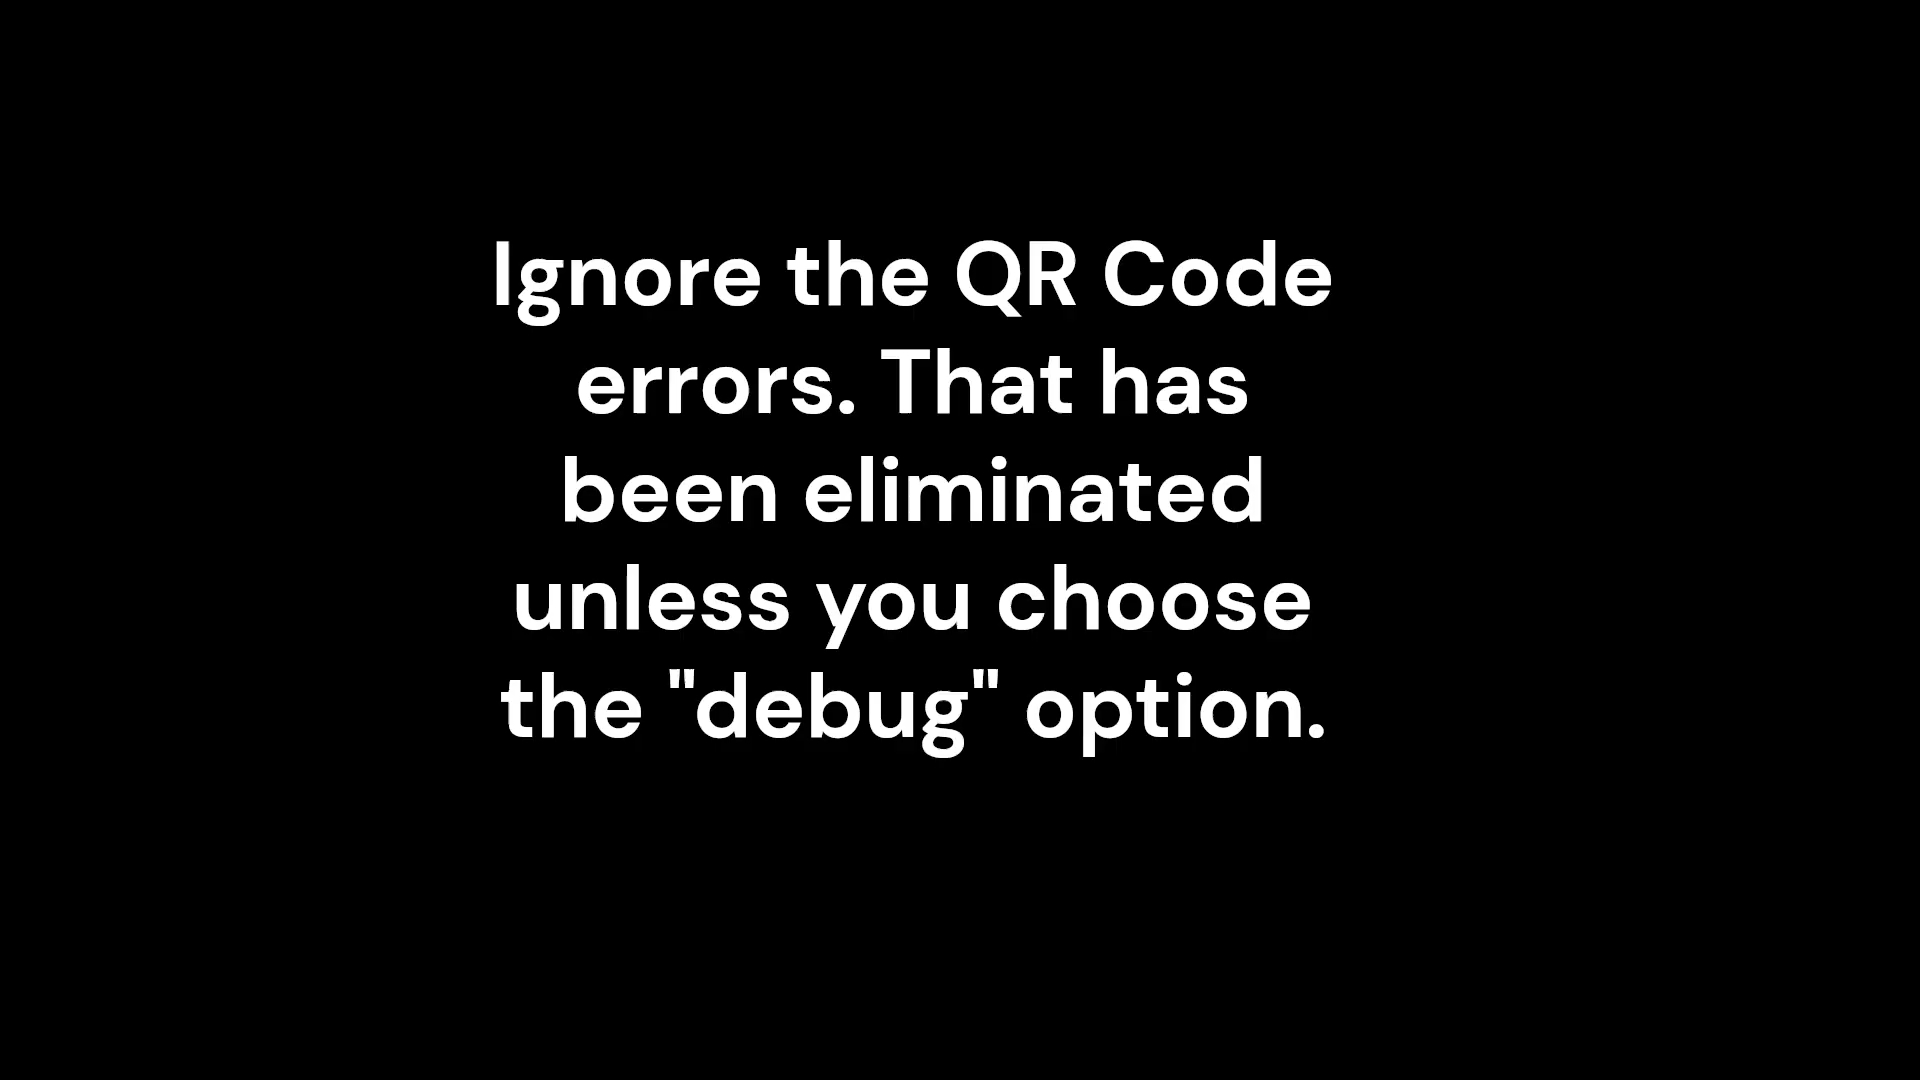 Ignore the QR Code
errors. That has
been eliminated
unless you choose
the "debug" option.